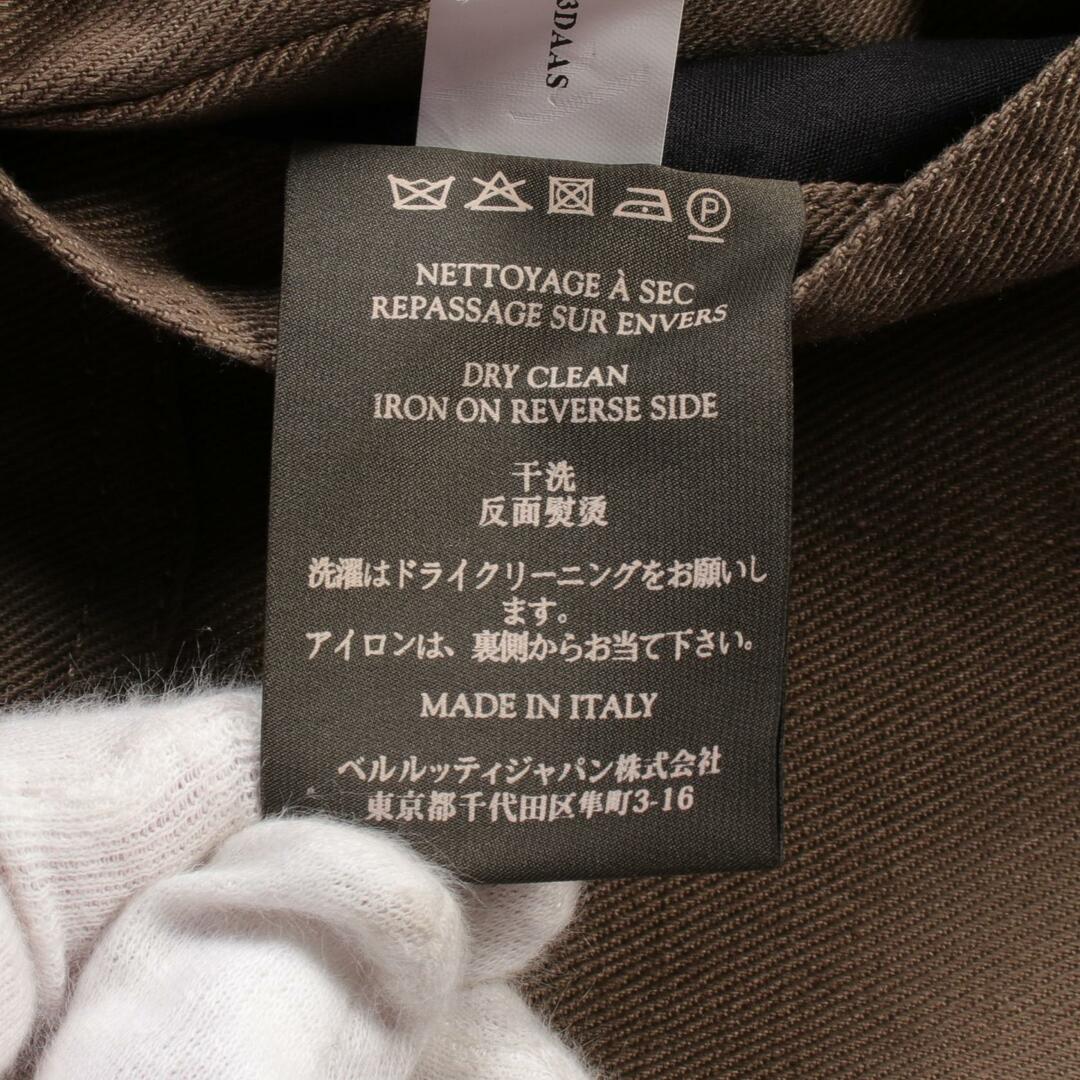 3DAAS
P
NETTOYAGE À SEC
REPASSAGE SUR ENVERS
DRY CLEAN
IRON ON REVERSE SIDE
干洗
反面熨烫
洗濯はドライクリーニングをお願いし
ます。
アイロンは、裏側からお当て下さい。
MADE IN ITALY
ベルルッティジャパン株式会社
東京都千代田区隼町3-16